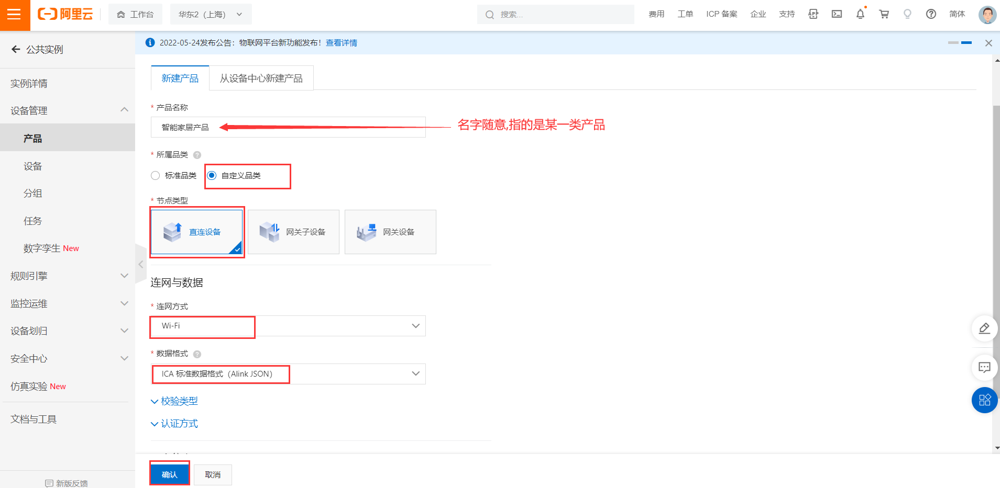 阿里云
工作台
华东2（上海）
搜索...
费用
工单
ICP 备案
企业
支持
简体
公共实例
2022-05-24发布公告：物联网平台新功能发布！查看详情
实例详情
设备管理
产品
设备
分组
任务
数字孪生 New
规则引擎
监控运维
设备划归
安全中心
仿真实验 New
文档与工具
新版反馈
新建产品
从设备中心新建产品
* 产品名称
智能家居产品
名字随意,指的是某一类产品
* 所属品类
标准品类
自定义品类
* 节点类型
直连设备
网关子设备
网关设备
连网与数据
* 连网方式
Wi-Fi
* 数据格式
ICA 标准数据格式（Alink JSON）
校验类型
认证方式
确认
取消